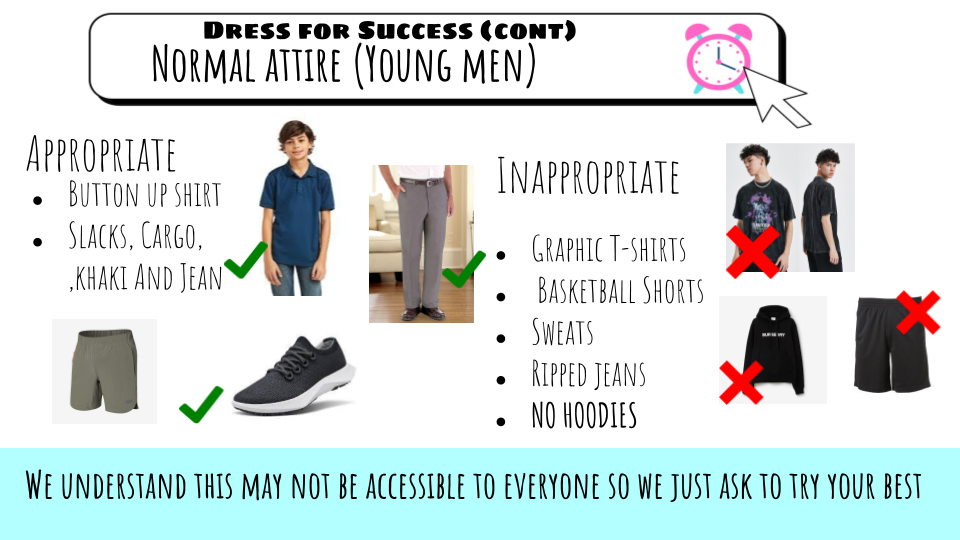 Dress for Success (cont)
Normal attire (Young men)
Appropriate
● Button up shirt
● Slacks, Cargo,
,khaki And Jean
Inappropriate
● Graphic T-shirts
● Basketball Shorts
● Sweats
● Ripped jeans
● NO HOODIES
We understand this may not be accessible to everyone so we just ask to try your best